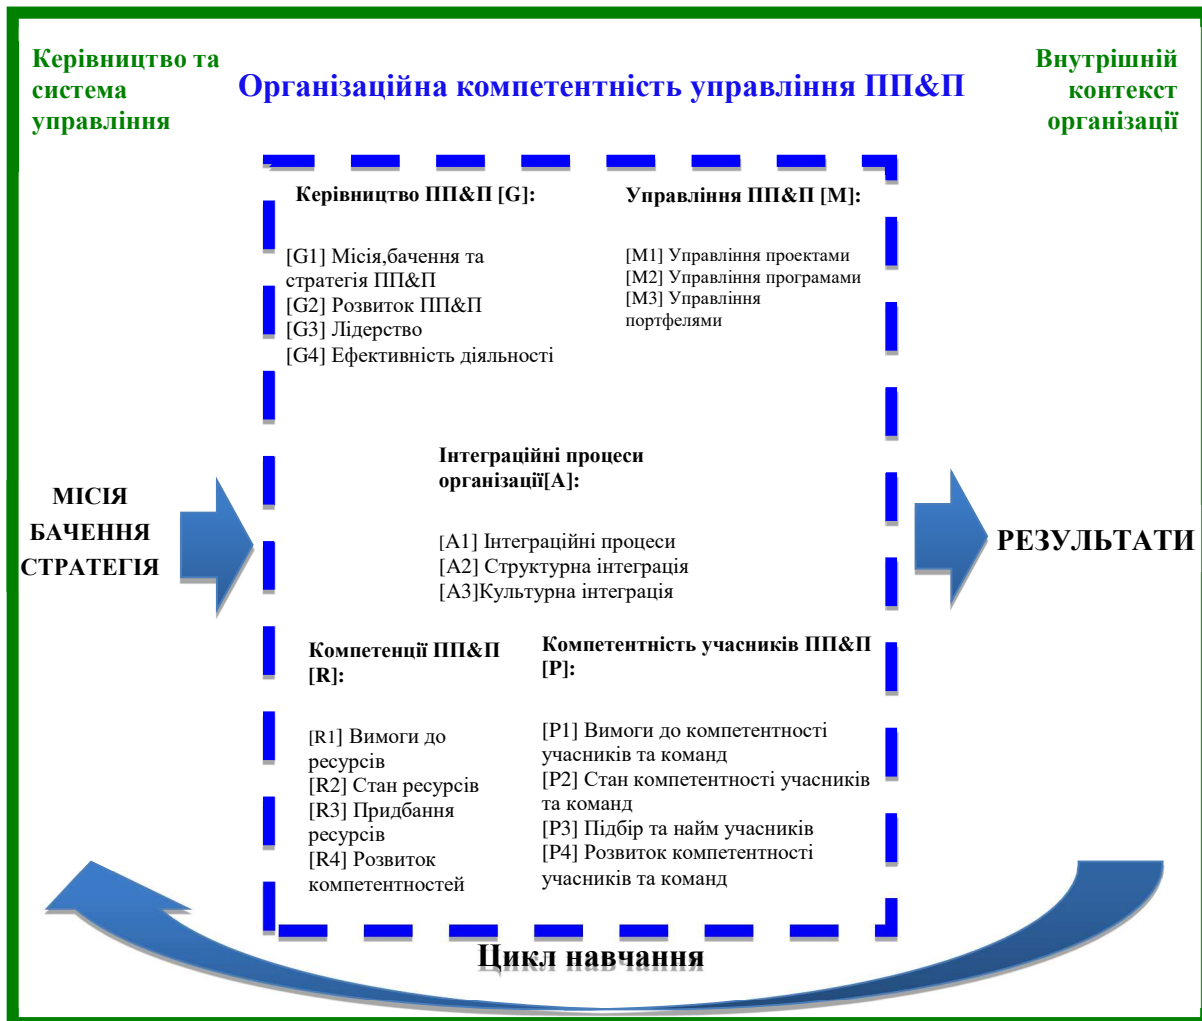 Керівництво та
система
управління
Організаційна компетентність управління ПП&П
Внутрішній
контекст
організації
Керівництво ПП&П [G]:
[G1] Місія,бачення та
стратегія ПП&П
[G2] Розвиток ПП&П
[G3] Лідерство
[G4] Ефективність діяльності
Управління ПП&П [M]:
[M1] Управління проектами
[M2] Управління програмами
[M3] Управління
портфелями
МІСІЯ
БАЧЕННЯ
СТРАТЕГІЯ
Інтеграційні процеси
організації[A]:
[A1] Інтеграційні процеси
[A2] Структурна інтеграція
[A3]Культурна інтеграція
РЕЗУЛЬТАТИ
Компетенції ПП&П
[R]:
[R1] Вимоги до
ресурсів
[R2] Стан ресурсів
[R3] Придбання
ресурсів
[R4] Розвиток
компетентностей
Компетентність учасників ПП&П
[P]:
[P1] Вимоги до компетентності
учасників та команд
[P2] Стан компетентності учасників
та команд
[P3] Підбір та найм учасників
[P4] Розвиток компетентності
учасників та команд
Цикл навчання